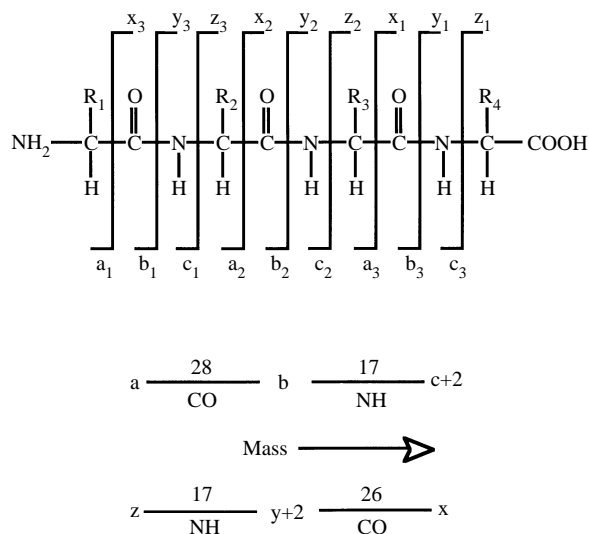 x₃ y₃ z₃ x₂ y₂ z₂ x₁ y₁ z₁
R₁ O R₂ O R₃ O R₄
NH₂ C C N C C N C C N C COOH
H H H H H H H
a₁ b₁ c₁ a₂ b₂ c₂ a₃ b₃ c₃
28 17
a b c+2
CO NH
Mass
17 26
z y+2 x
NH CO